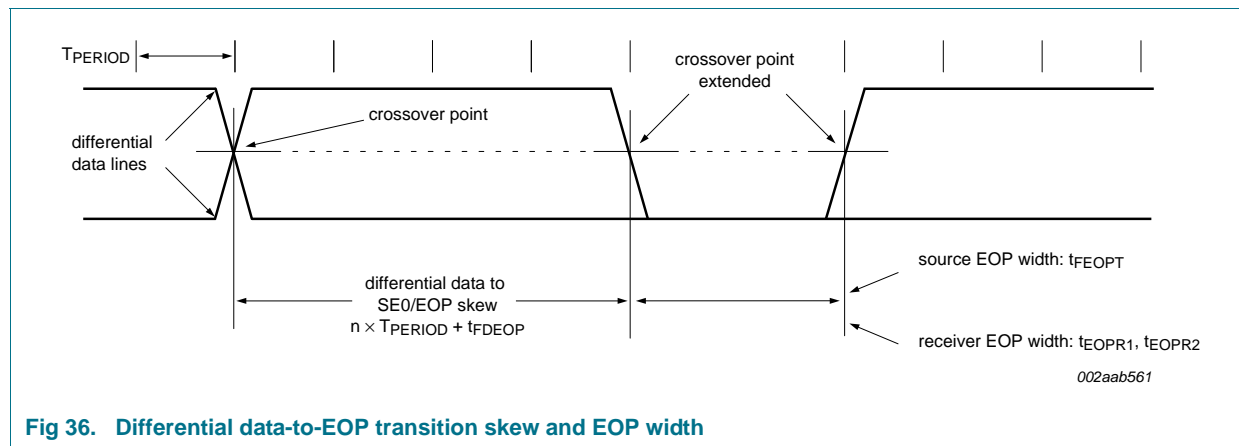 TPERIOD
crossover point
extended
crossover point
differential
data lines
differential data to
SE0/EOP skew
n × TPERIOD + tFDEOP
source EOP width: tFEOPT
receiver EOP width: tEOPR1, tEOPR2
002aab561
Fig 36. Differential data-to-EOP transition skew and EOP width